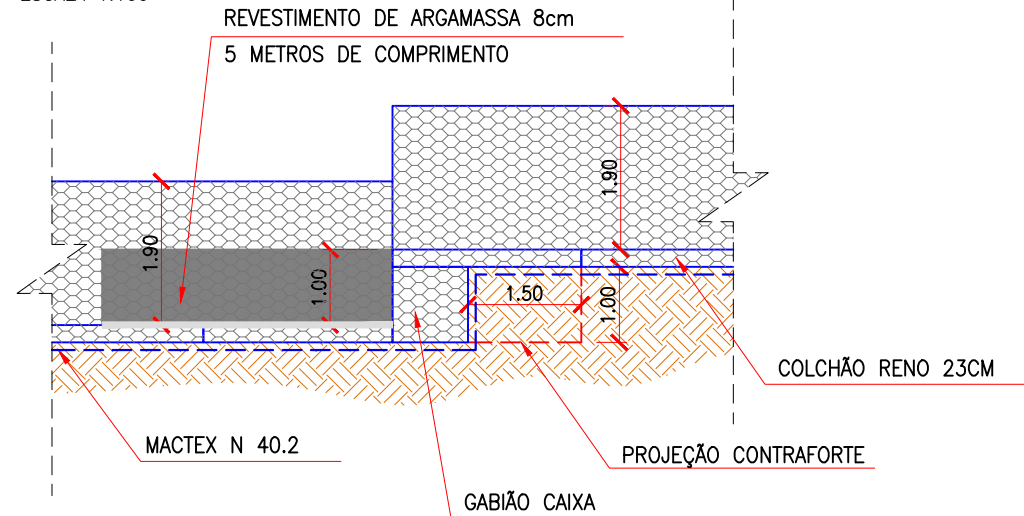 REVESTIMENTO DE ARGAMASSA 8cm
5 METROS DE COMPRIMENTO
1.90
1.90
1.00
1.50
1.00
COLCHÃO RENO 23CM
MACTEX N 40.2
PROJEÇÃO CONTRAFORTE
GABIÃO CAIXA